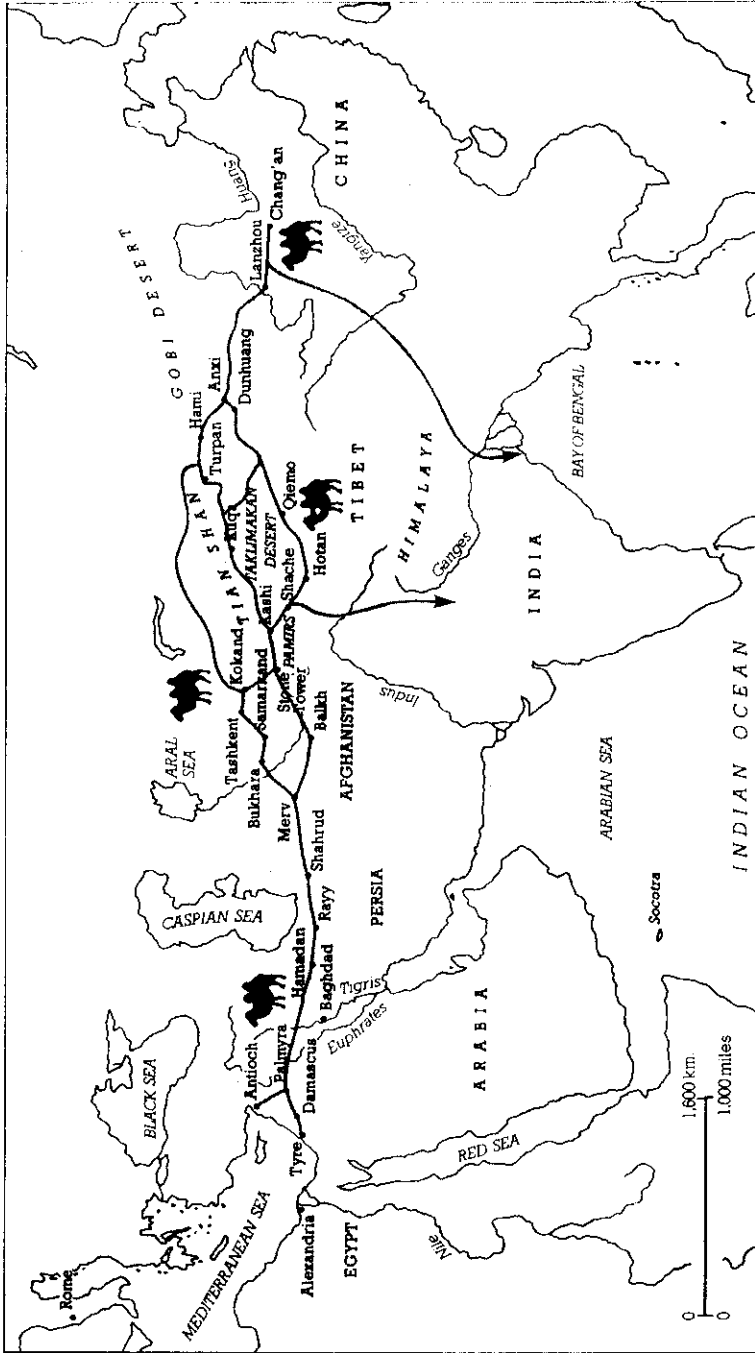 Rome
MEDITERRANEAN SEA
BLACK SEA
CASPIAN SEA
ARAL
SEA
GOBI DESERT
Huang
CHINA
Yangize
Alexandria
EGYPT
Nile
Tyre
Antioch
Palmyra
Damascus
Euphrates
Tigris
Baghdad
Hamadan
Rayy
Shahrud
Merv
Bukhara
Tashkent
Samarkand
Kokand
Stone
Tower
Balkh
PAMIRS
Kashi
Shache
Hotan
Qiemo
TAKLIMAKAN
DESERT
TIAN SHAN
Kuqa
Turpan
Hami
Anxi
Dunhuang
Lanzhou
Chang'an
PERSIA
AFGHANISTAN
TIBET
HIMALAYA
Indus
Ganges
INDIA
ARABIA
RED SEA
ARABIAN SEA
BAY OF BENGAL
Socotra
INDIAN OCEAN
0 1,600 km.
0 1,000 miles